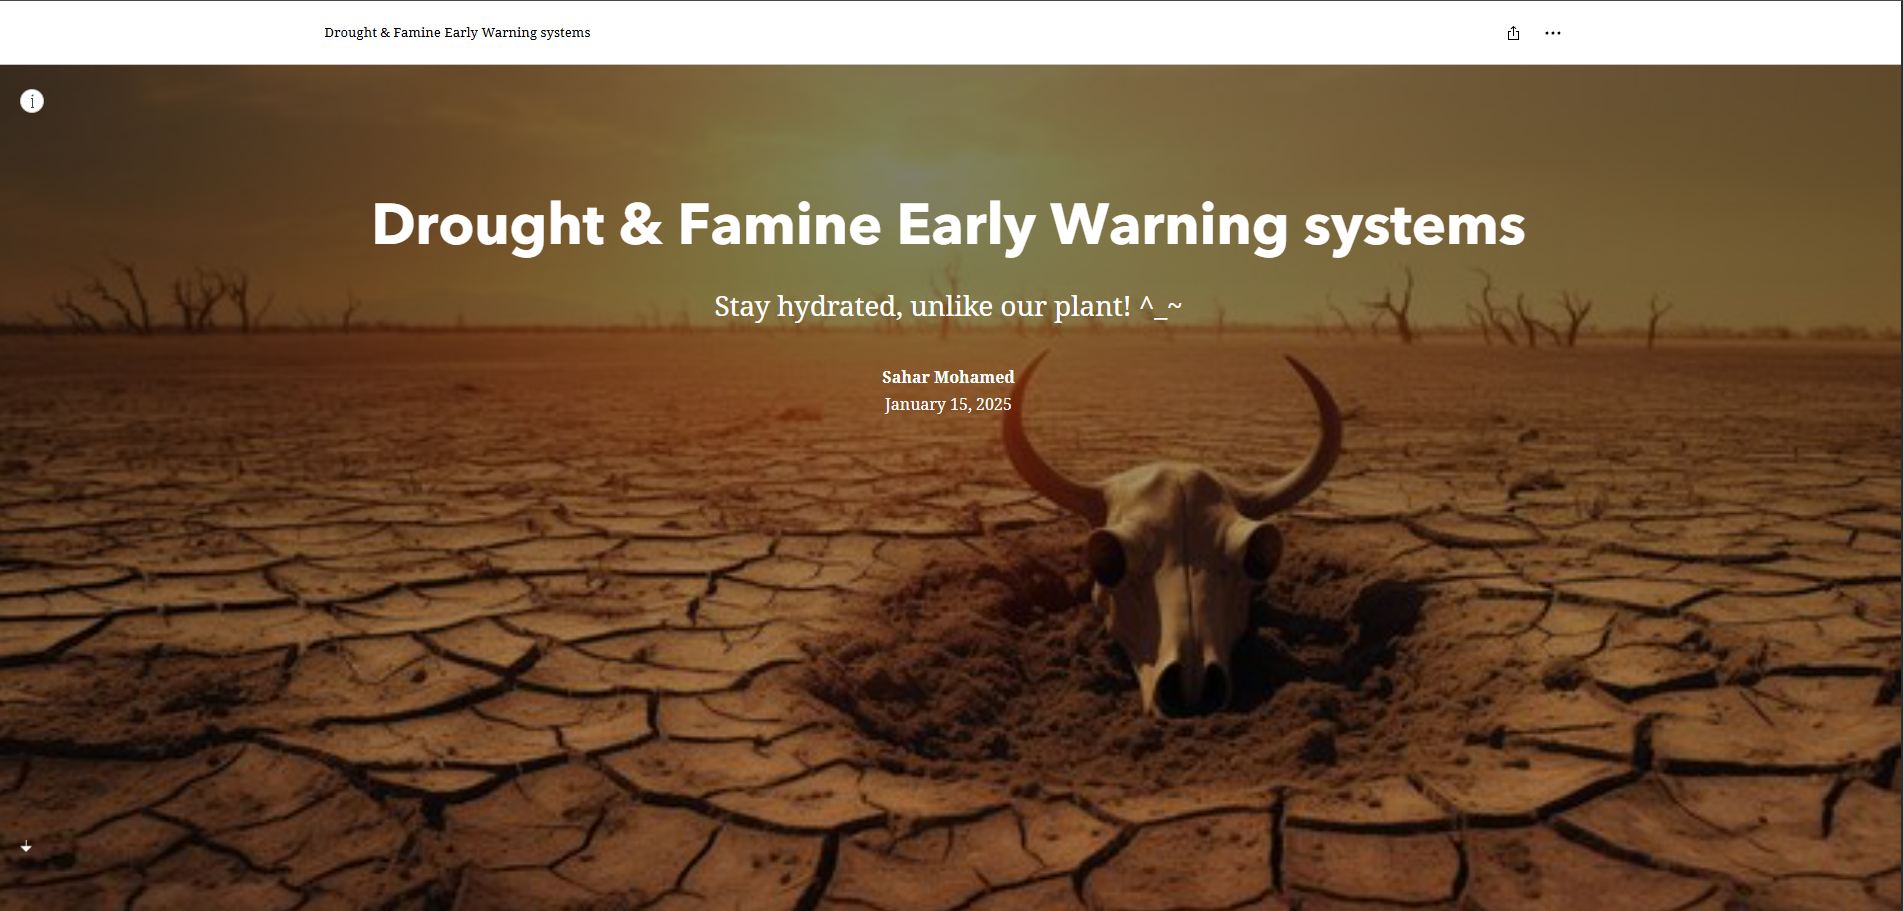 Drought & Famine Early Warning systems
i
Drought & Famine Early Warning systems
Stay hydrated, unlike our plant! ^_~
Sahar Mohamed
January 15, 2025